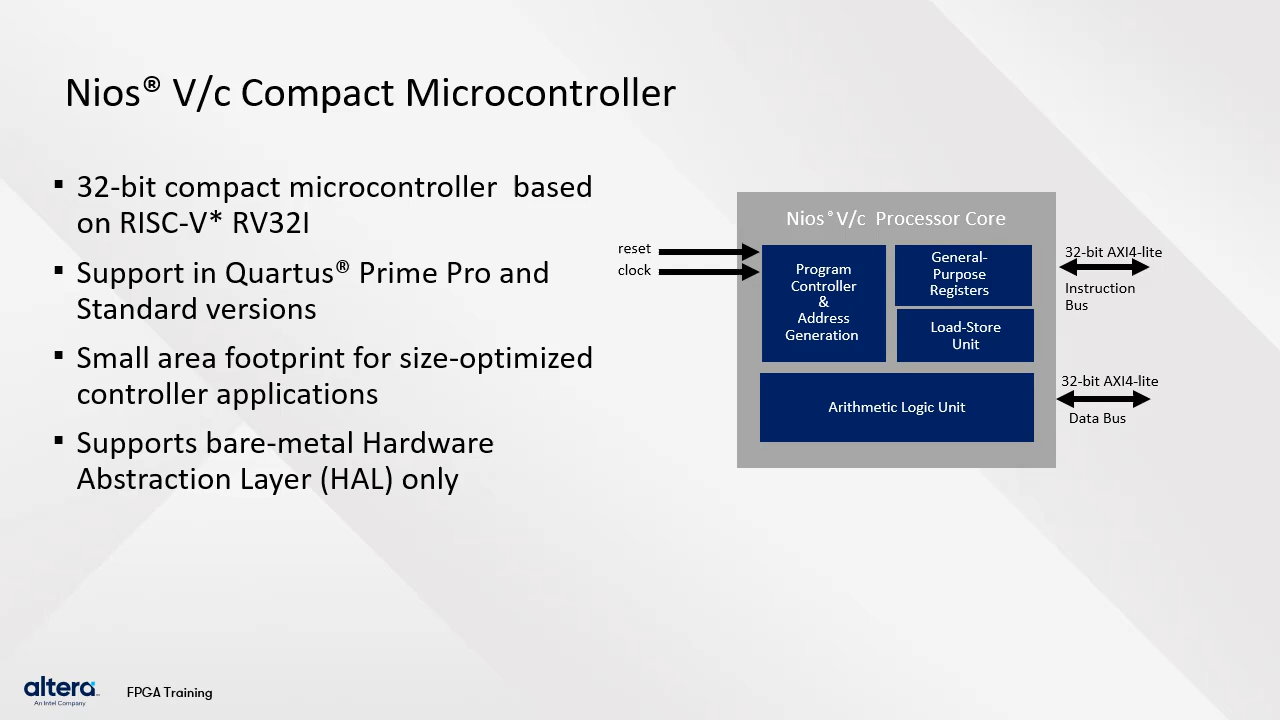 Nios® V/c Compact Microcontroller
▪ 32-bit compact microcontroller  based
on RISC-V* RV32I
▪ Support in Quartus® Prime Pro and
Standard versions
▪ Small area footprint for size-optimized
controller applications
▪ Supports bare-metal Hardware
Abstraction Layer (HAL) only
Nios® V/c  Processor Core
reset
clock
Program
Controller
&
Address
Generation
General-
Purpose
Registers
Load-Store
Unit
Arithmetic Logic Unit
32-bit AXI4-lite
Instruction
Bus
32-bit AXI4-lite
Data Bus
altera
An Intel Company
FPGA Training